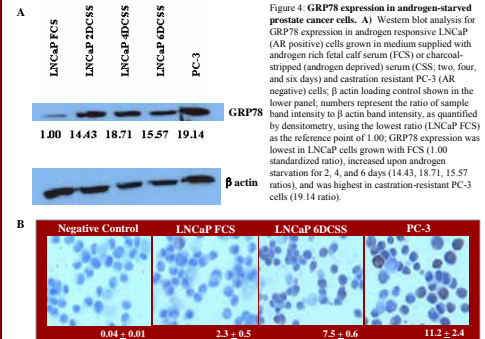 A
LNCaP FCS
LNCaP 2DCSS
LNCaP 4DCSS
LNCaP 6DCSS
PC-3
GRP78
1.00 14.43 18.71 15.57 19.14
β actin
Figure 4: GRP78 expression in androgen-starved
prostate cancer cells. A) Western blot analysis for
GRP78 expression in androgen responsive LNCaP
(AR positive) cells grown in medium supplied with
androgen rich fetal calf serum (FCS) or charcoal-
stripped (androgen deprived) serum (CSS; two, four,
and six days) and castration resistant PC-3 (AR
negative) cells; β actin loading control shown in the
lower panel; numbers represent the ratio of sample
band intensity to β actin band intensity, as quantified
by densitometry, using the lowest ratio (LNCaP FCS)
as the reference point of 1.00; GRP78 expression was
lowest in LNCaP cells grown with FCS (1.00
standardized ratio), increased upon androgen
starvation for 2, 4, and 6 days (14.43, 18.71, 15.57
ratios), and was highest in castration-resistant PC-3
cells (19.14 ratio).
B
Negative Control LNCaP FCS LNCaP 6DCSS PC-3
0.04 ± 0.01 2.3 ± 0.5 7.5 ± 0.6 11.2 ± 2.4